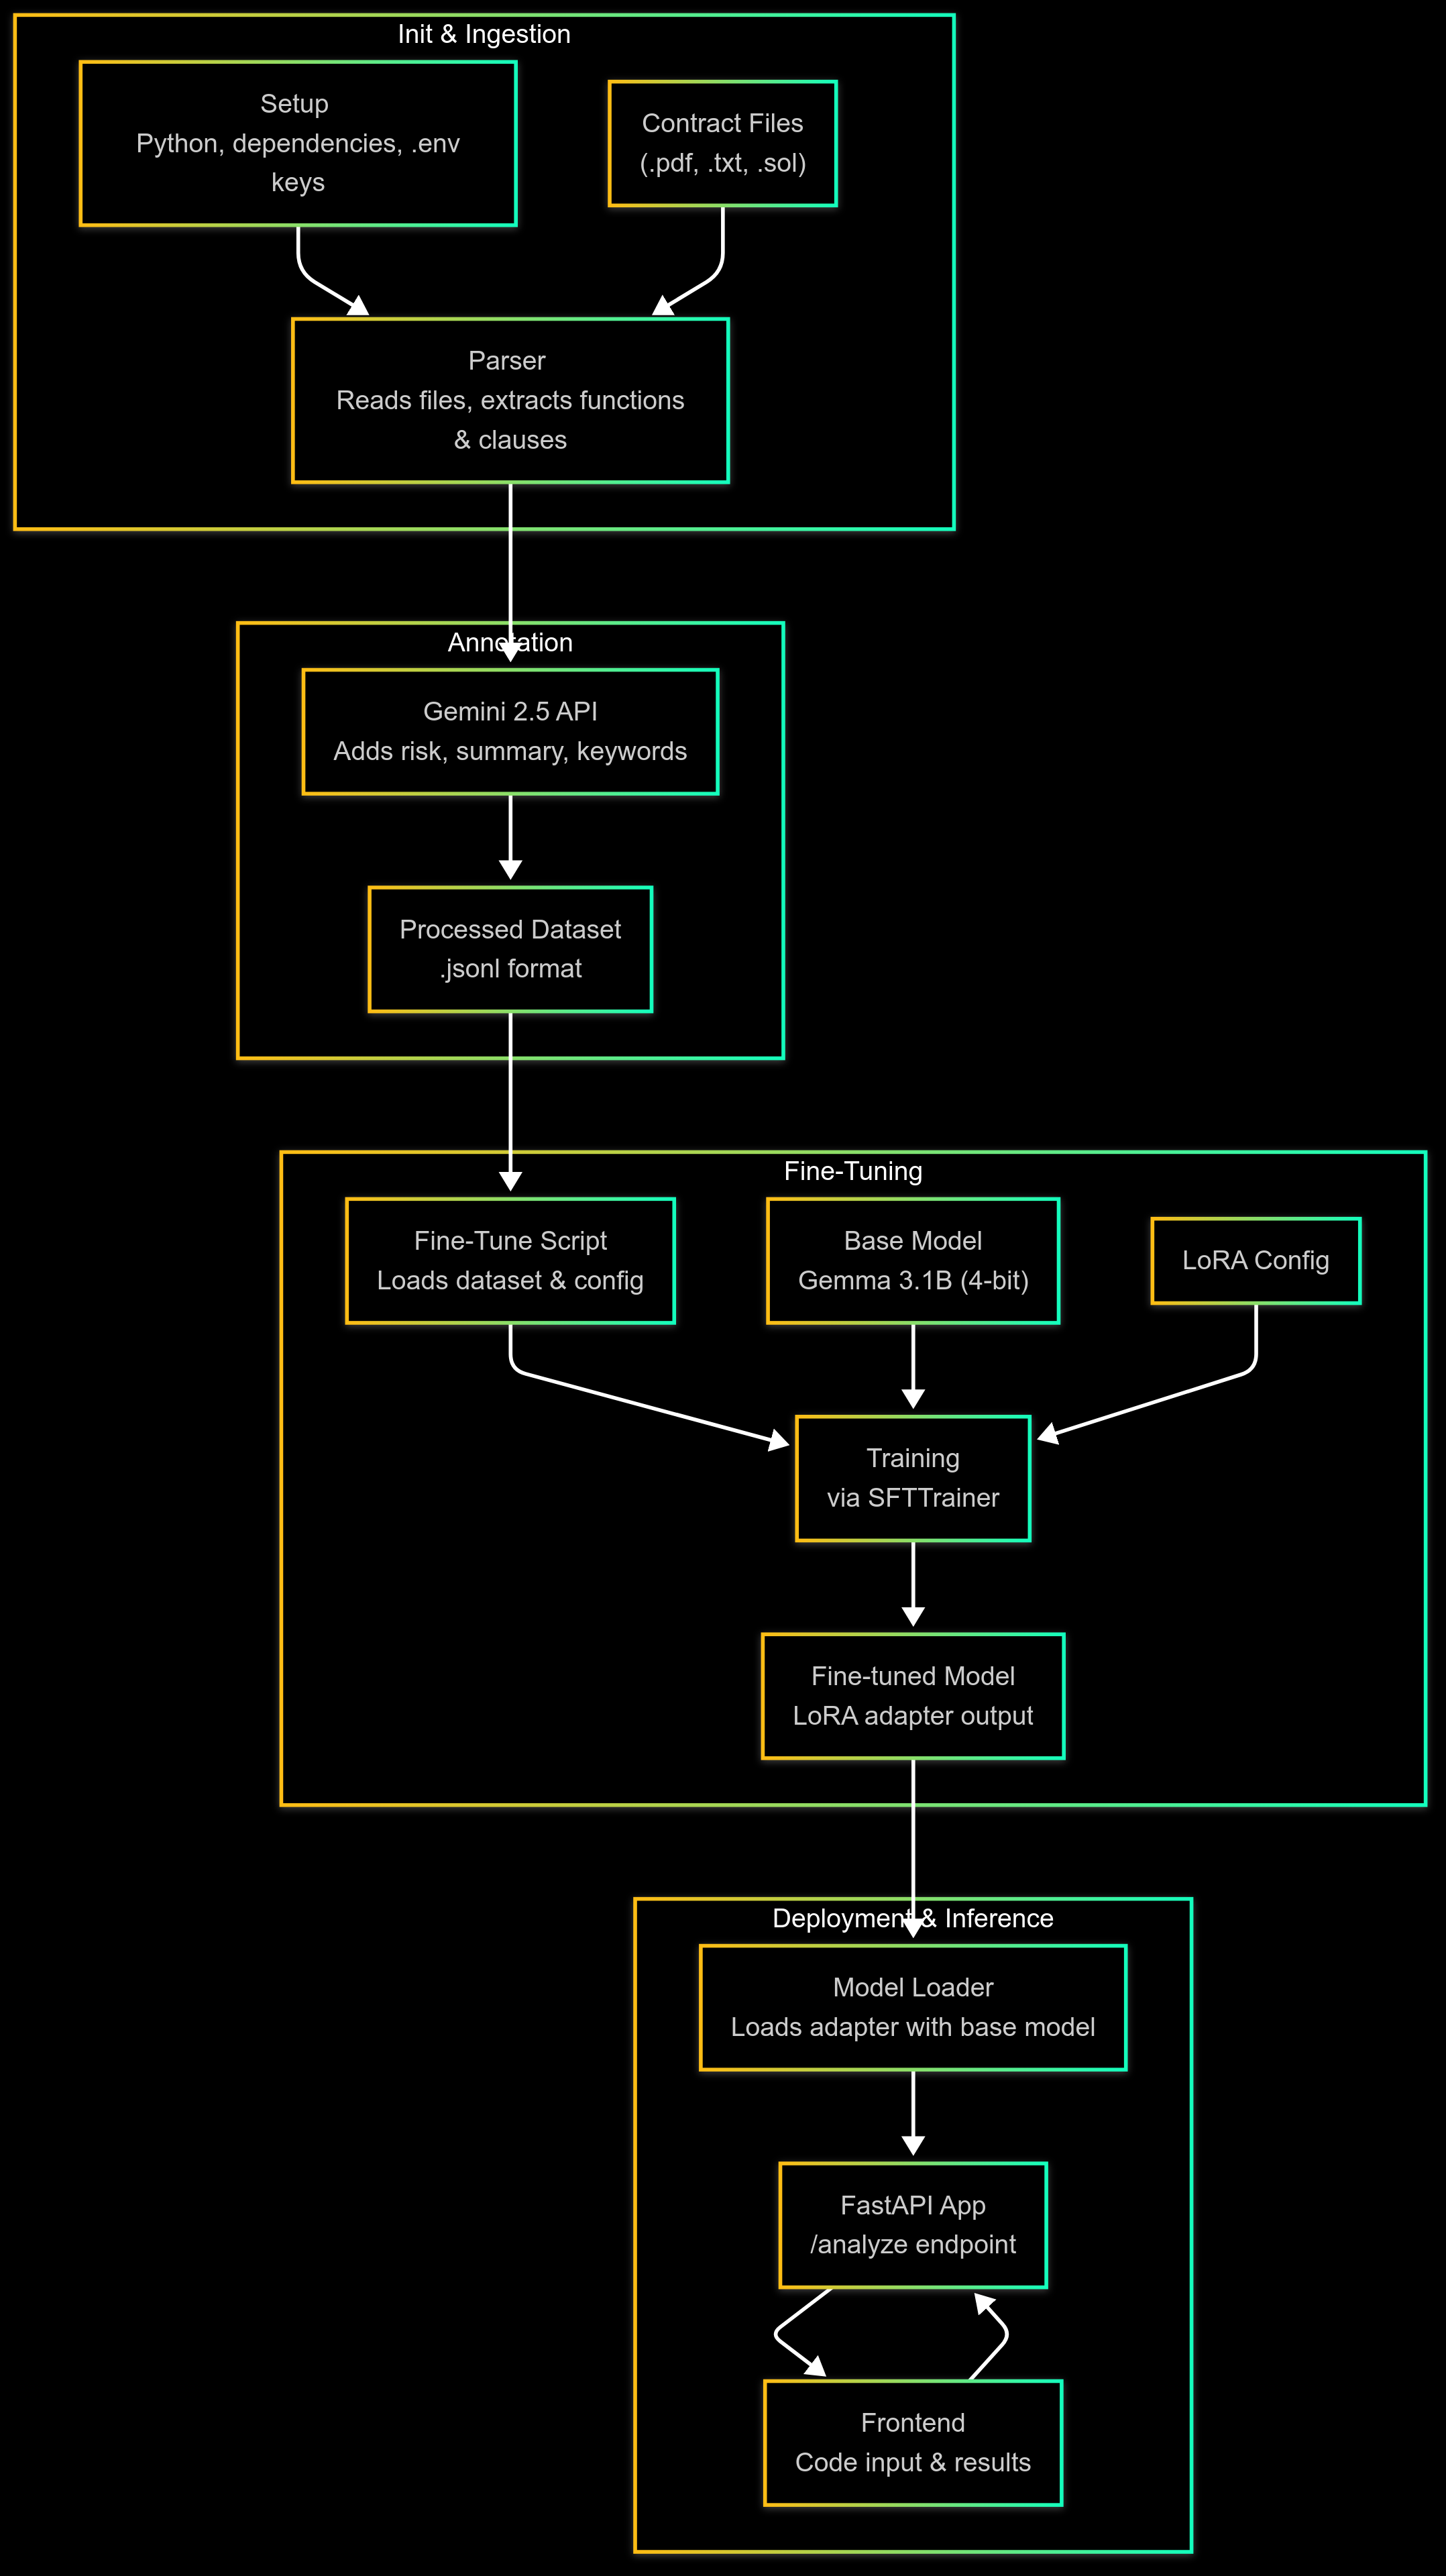 Init & Ingestion
Setup
Python, dependencies, .env
keys
Contract Files
(.pdf, .txt, .sol)
Parser
Reads files, extracts functions
& clauses
Annotation
Gemini 2.5 API
Adds risk, summary, keywords
Processed Dataset
.jsonl format
Fine-Tuning
Fine-Tune Script
Loads dataset & config
Base Model
Gemma 3.1B (4-bit)
LoRA Config
Training
via SFTTrainer
Fine-tuned Model
LoRA adapter output
Deployment & Inference
Model Loader
Loads adapter with base model
FastAPI App
/analyze endpoint
Frontend
Code input & results